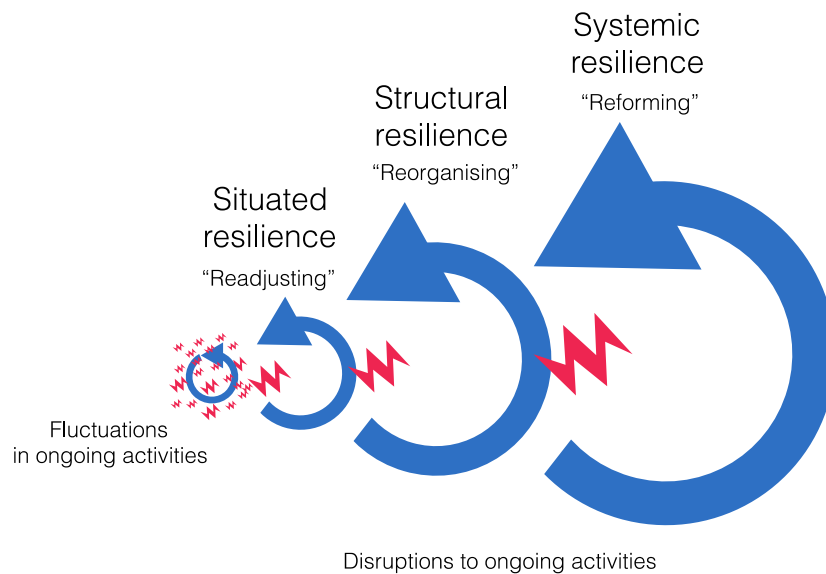 Systemic
resilience
“Reforming”
Structural
resilience
“Reorganising”
Situated
resilience
“Readjusting”
Fluctuations
in ongoing activities
Disruptions to ongoing activities